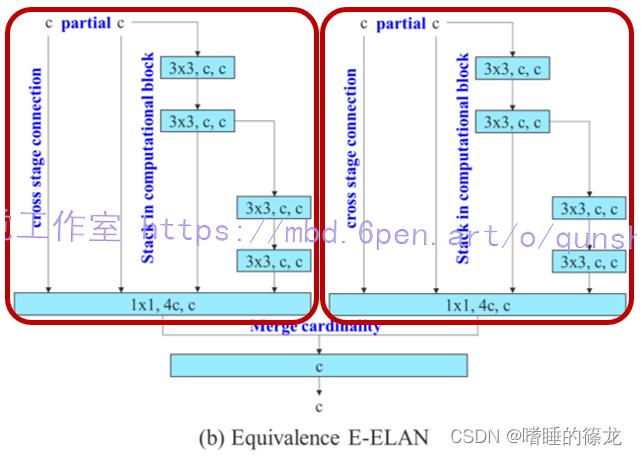 c partial c
3x3, c, c
3x3, c, c
3x3, c, c
3x3, c, c
cross stage connection
Stack in computational block
1x1, 4c, c
c partial c
3x3, c, c
3x3, c, c
3x3, c, c
3x3, c, c
cross stage connection
Stack in computational block
1x1, 4c, c
工作室 https://mbd.6pen.art/o/qunsh
Merge cardinality
c
c
(b) Equivalence E-ELAN
CSDN @嗜睡的篠龙